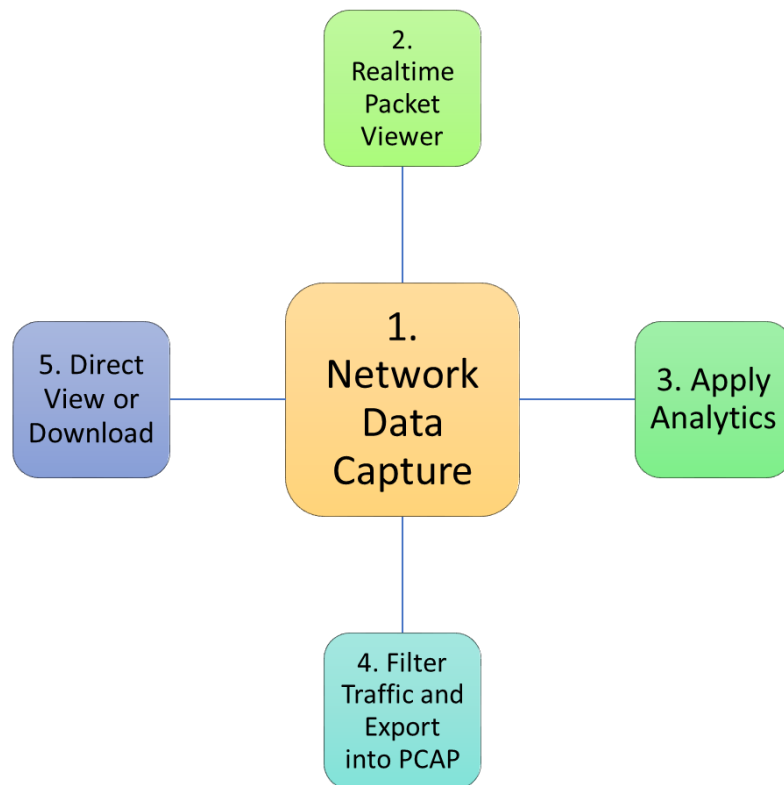 2.
Realtime
Packet
Viewer
1.
Network
Data
Capture
5. Direct
View or
Download
3. Apply
Analytics
4. Filter
Traffic and
Export
into PCAP